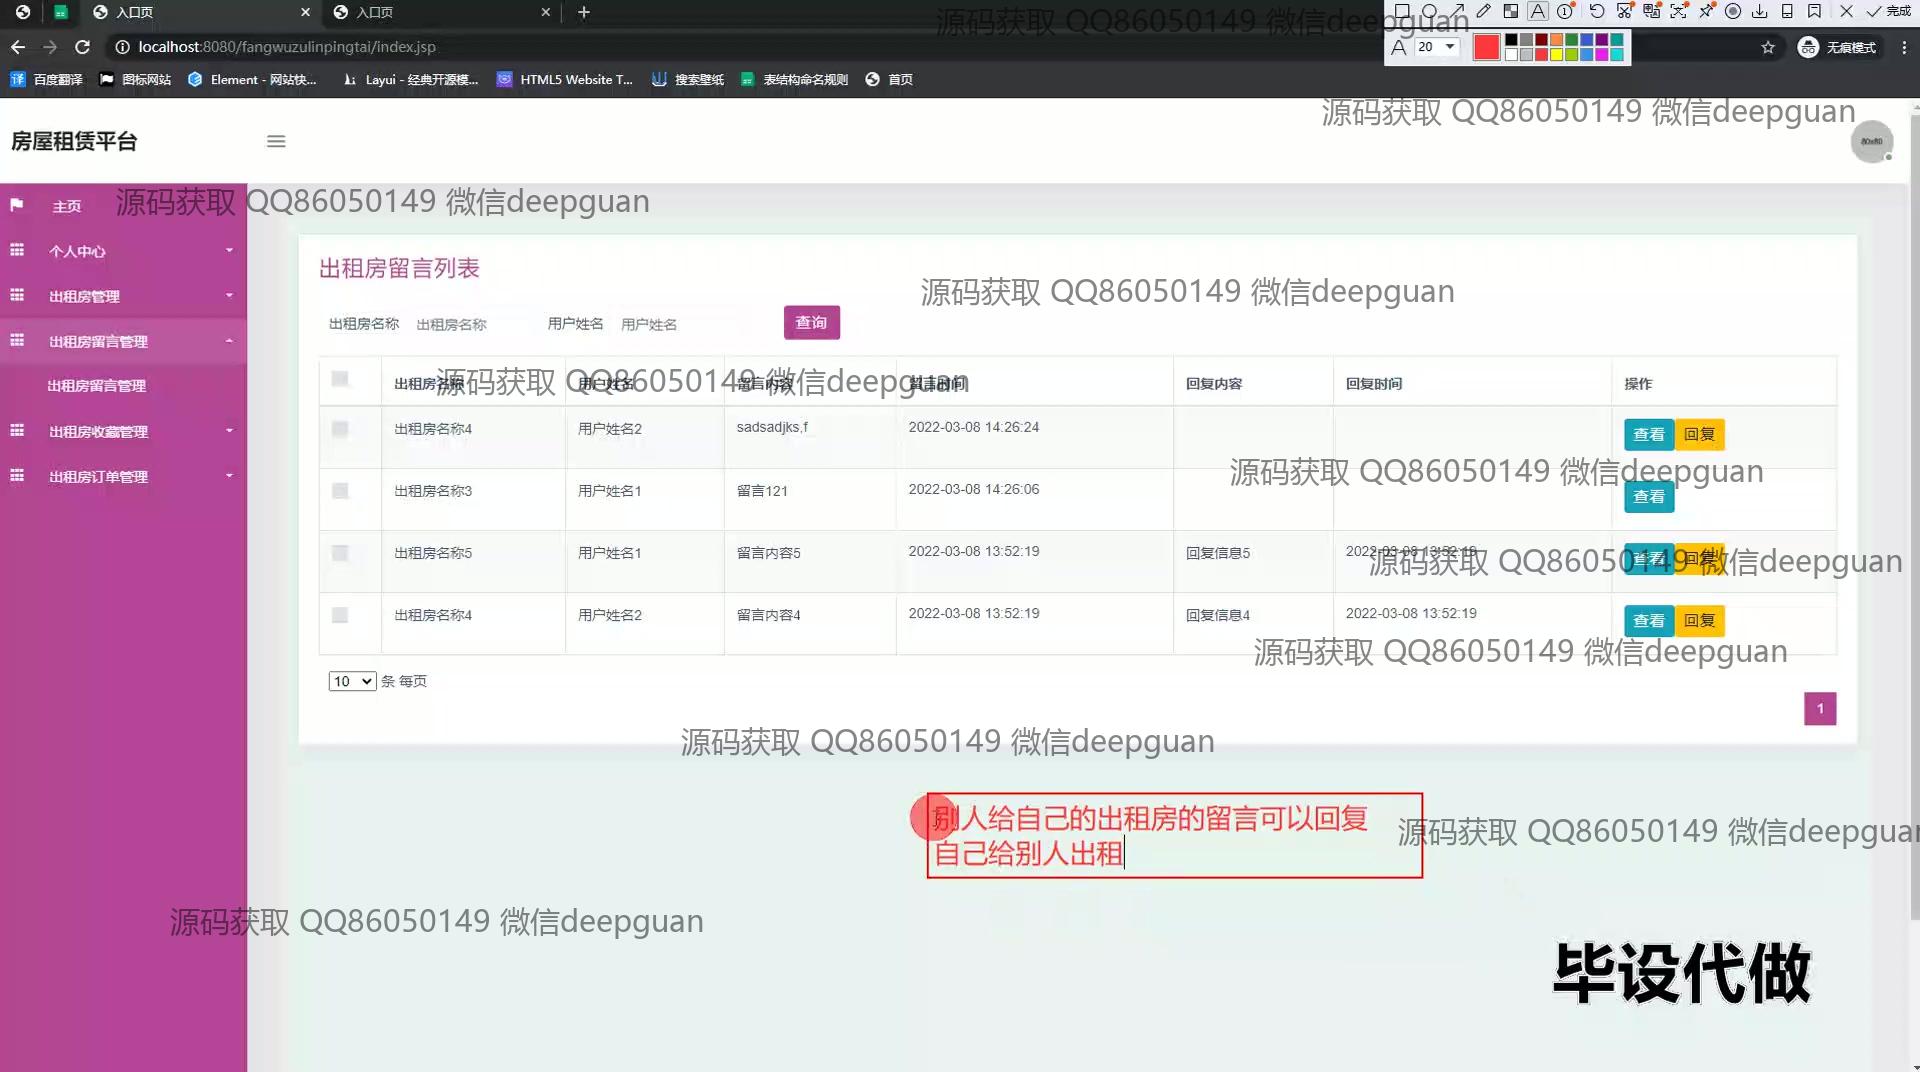 入口页
入口页
源码获取 QQ86050149 微信deepguan
完成
localhost:8080/fangwuzulinpingtai/index.jsp
A 20
无痕模式
百度翻译
图标网站
Element - 网站快...
Layui - 经典开源模...
HTML5 Website T...
搜索壁纸
表结构命名规则
首页
源码获取 QQ86050149 微信deepguan
房屋租赁平台
80x80
主页
源码获取 QQ86050149 微信deepguan
个人中心
出租房管理
出租房留言管理
出租房留言管理
出租房收藏管理
出租房订单管理
出租房留言列表
源码获取 QQ86050149 微信deepguan
出租房名称 出租房名称 用户姓名 用户姓名 查询
出租房名称 用户姓名 留言内容 留言时间 回复内容 回复时间 操作
源码获取 QQ86050149 微信deepguan
出租房名称4 用户姓名2 sadsadjks,f 2022-03-08 14:26:24 查看 回复
源码获取 QQ86050149 微信deepguan
出租房名称3 用户姓名1 留言121 2022-03-08 14:26:06 查看
出租房名称5 用户姓名1 留言内容5 2022-03-08 13:52:19 回复信息5 2022-03-08 13:52:19 查看 回复
源码获取 QQ86050149 微信deepguan
出租房名称4 用户姓名2 留言内容4 2022-03-08 13:52:19 回复信息4 2022-03-08 13:52:19 查看 回复
源码获取 QQ86050149 微信deepguan
10 条 每页
1
源码获取 QQ86050149 微信deepguan
别人给自己的出租房的留言可以回复
自己给别人出租
源码获取 QQ86050149 微信deepguan
源码获取 QQ86050149 微信deepguan
毕设代做